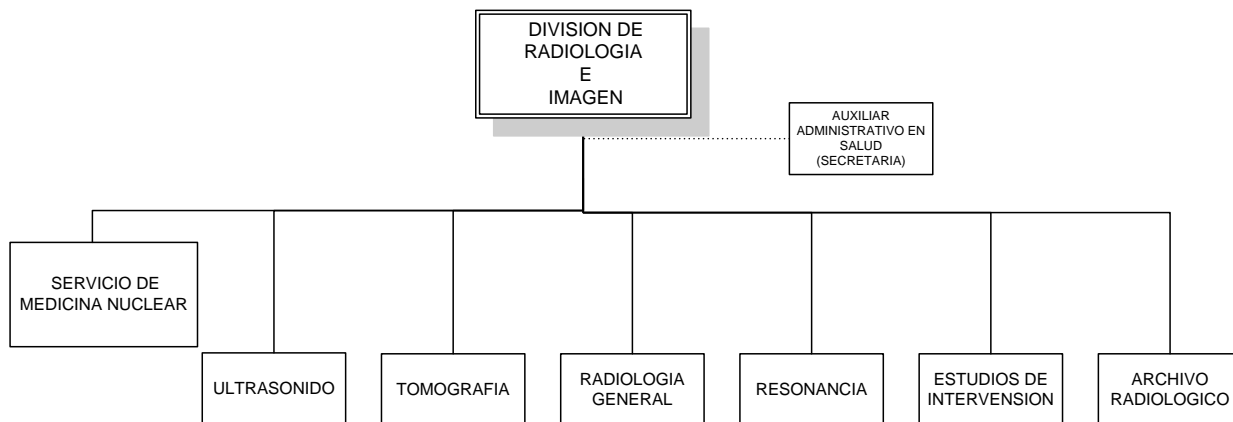 DIVISION DE
RADIOLOGIA
E
IMAGEN
AUXILIAR
ADMINISTRATIVO EN
SALUD
(SECRETARIA)
SERVICIO DE
MEDICINA NUCLEAR
ULTRASONIDO
TOMOGRAFIA
RADIOLOGIA
GENERAL
RESONANCIA
ESTUDIOS DE
INTERVENSION
ARCHIVO
RADIOLOGICO